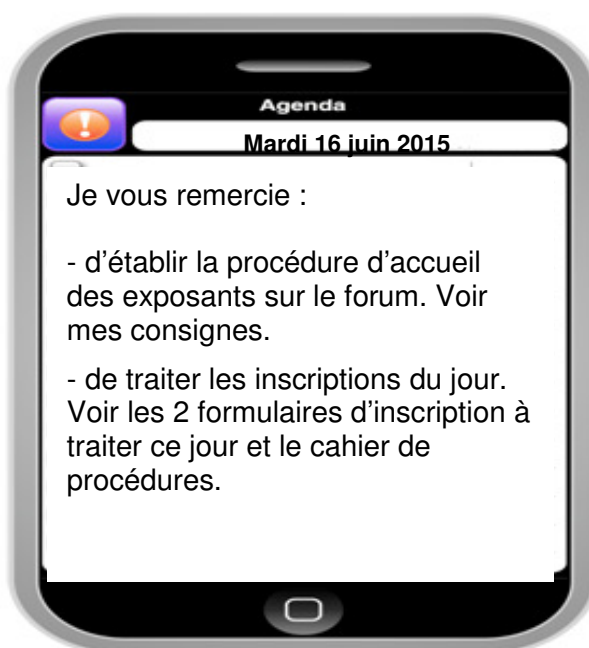 Agenda
Mardi 16 juin 2015
Je vous remercie :
- d’établir la procédure d’accueil
des exposants sur le forum. Voir
mes consignes.
- de traiter les inscriptions du jour.
Voir les 2 formulaires d’inscription à
traiter ce jour et le cahier de
procédures.